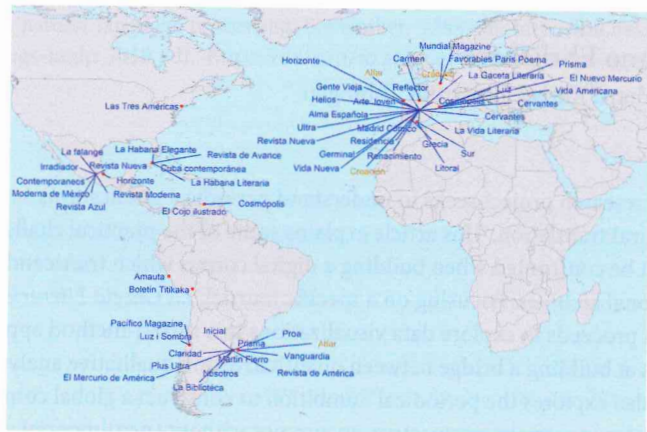 Mundial Magazine
Horizonte
Carmen
Favorables París Poema
Prisma
Alfar
Creación
La Gaceta Literaria
El Nuevo Mercurio
Gente Vieja
Reflector
Luz
Vida Americana
Helios
Arte Joven
Cosmópolis
Cervantes
Alma Española
Cervantes
Ultra
Madrid Cómico
La Vida Literaria
Revista Nueva
Residencia
Grecia
Germinal
Renacimiento
Sur
Vida Nueva
Creación
Litoral
Las Tres Américas
La falange
La Habana Elegante
Revista de Avance
Irradiador
Revista Nueva
Cuba contemporánea
Contemporaneos
Horizonte
La Habana Literaria
Moderna de México
Revista Moderna
Revista Azul
El Cojo ilustrado
Cosmópolis
Amauta
Boletín Titikaka
Pacífico Magazine
Inicial
Proa
Luz i Sombra
Prisma
Alfar
Claridad
Martín Fierro
Vanguardia
Plus Ultra
El Mercurio de América
Nosotros
Revista de América
La Biblioteca